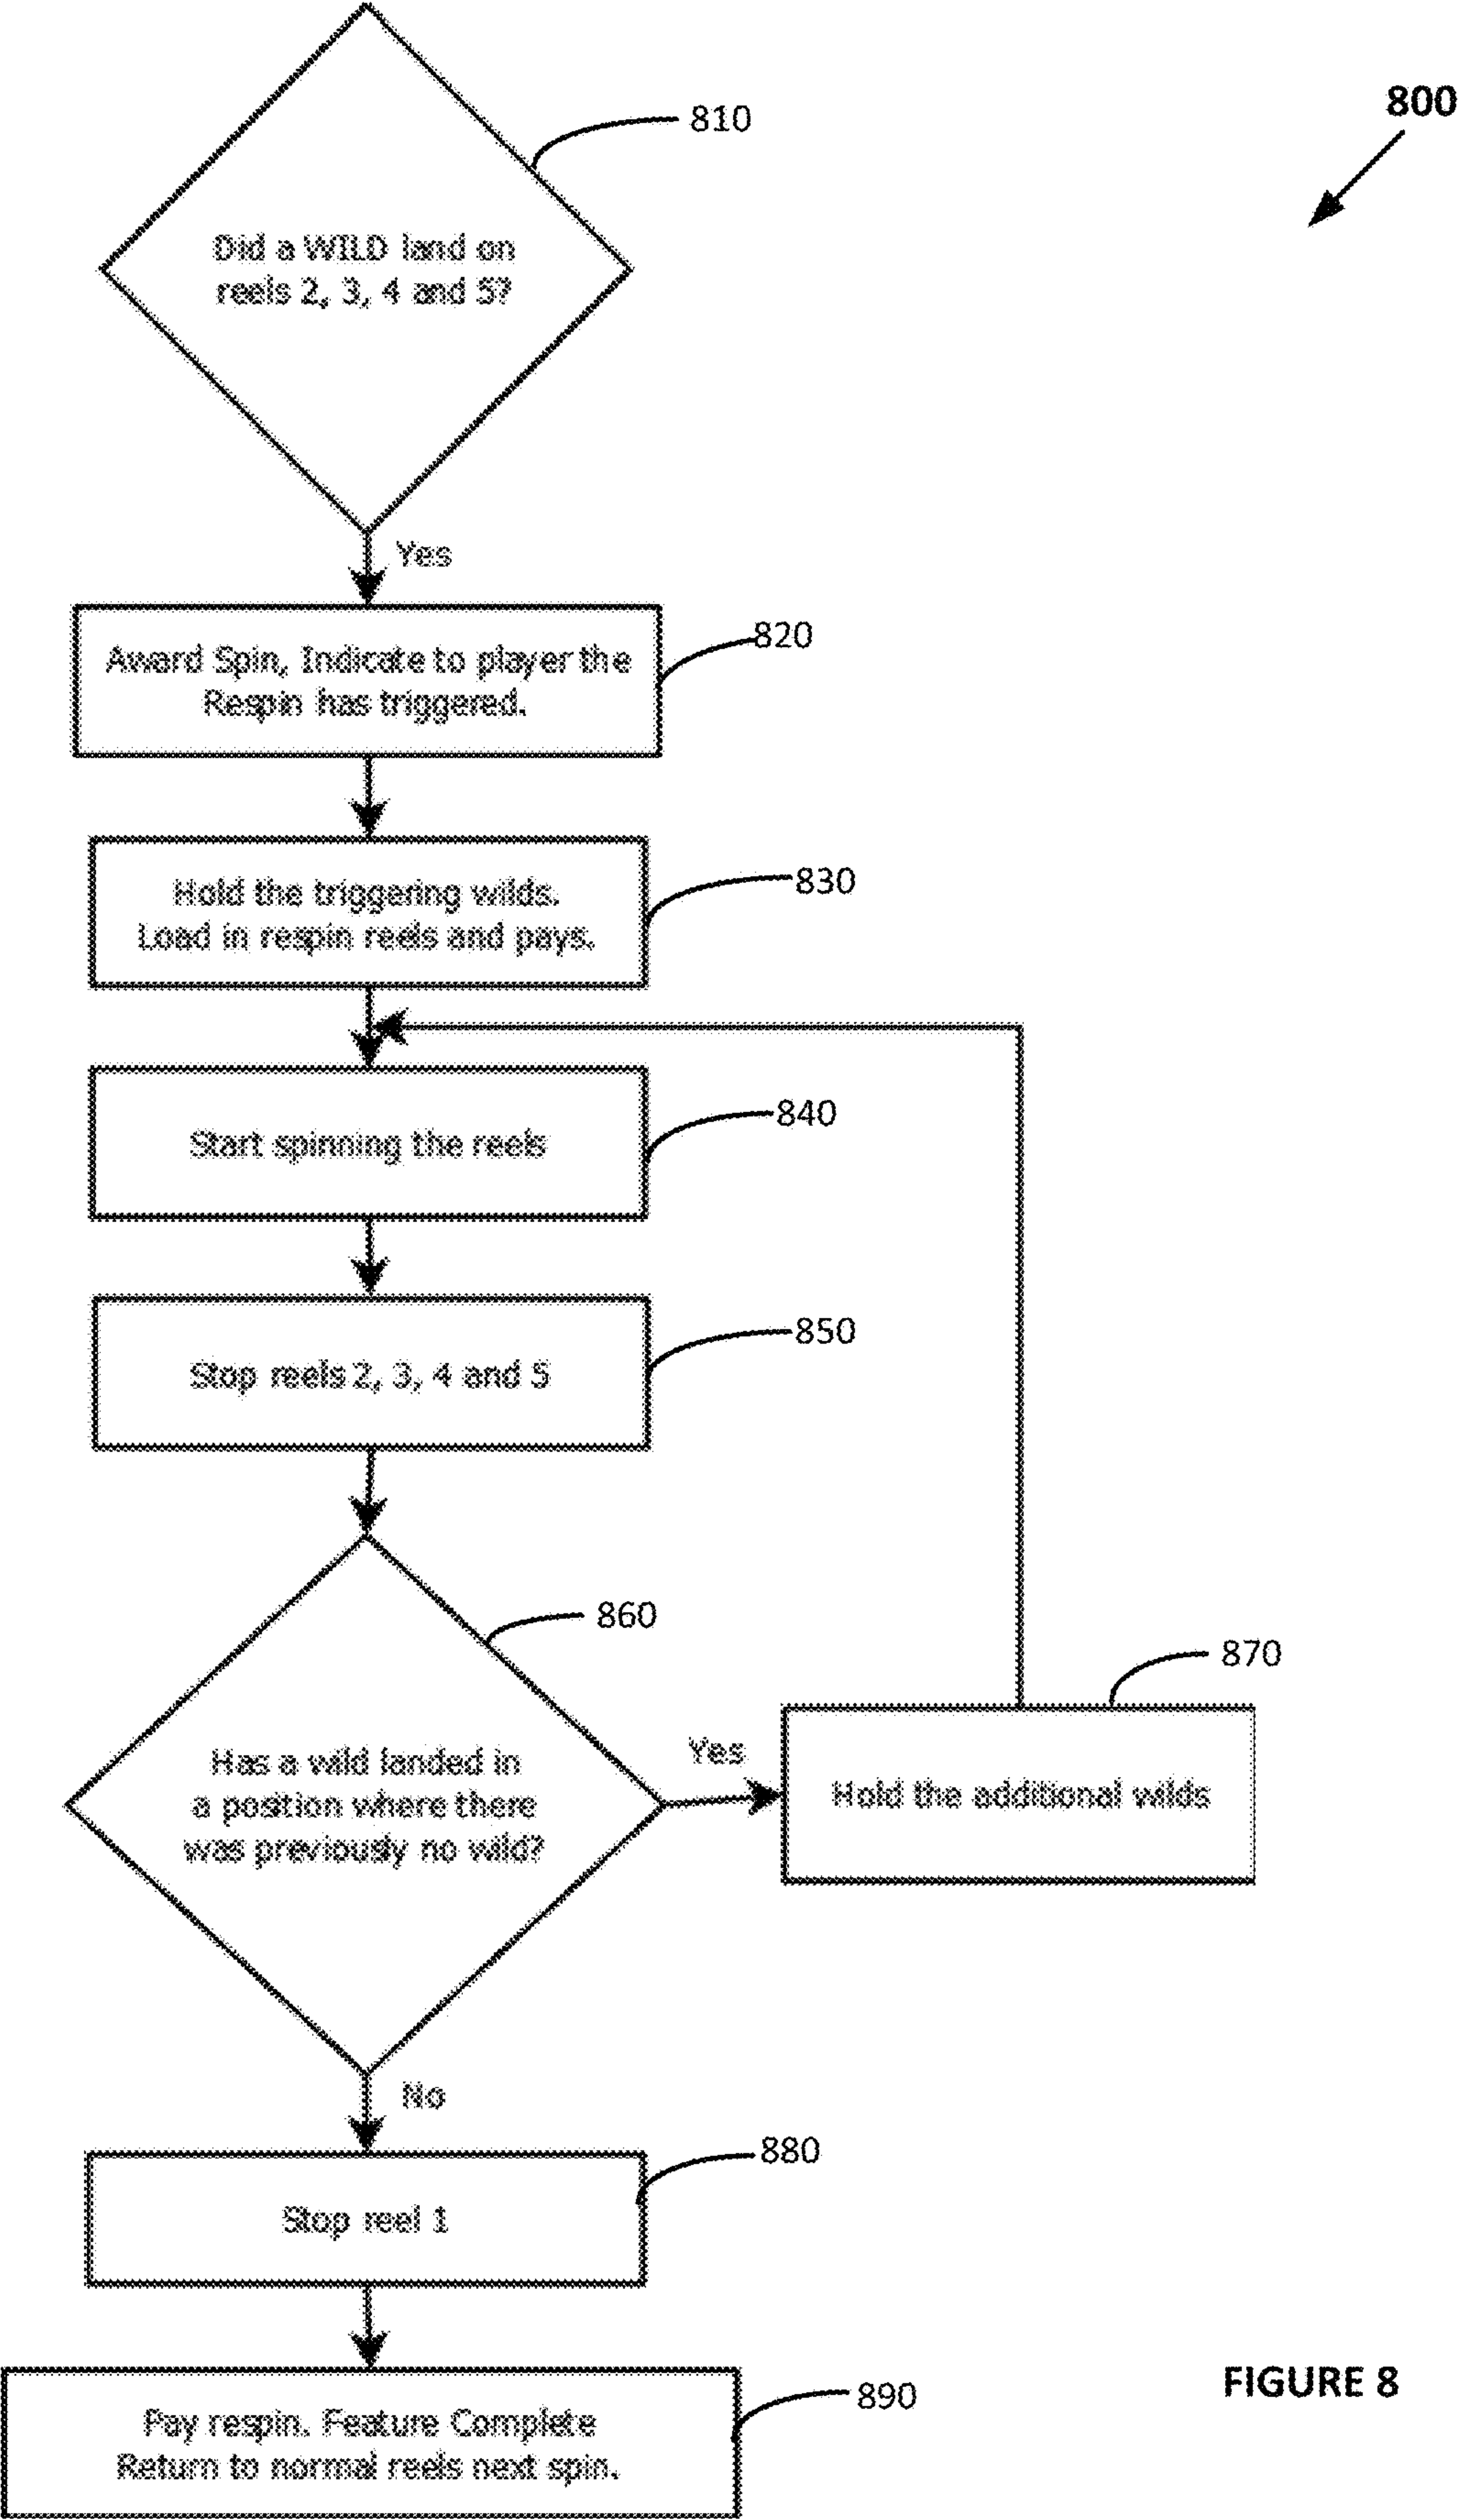 800
810
Did a WILD land on
reels 2, 3, 4 and 5?
Yes
820
Award Spin, Indicate to player the
Respin has triggered.
830
Hold the triggering wilds.
Load in respin reels and pays.
840
Start spinning the reels
850
Stop reels 2, 3, 4 and 5
860
Has a wild landed in
a position where there
was previously no wild?
Yes
870
Hold the additional wilds
No
880
Stop reel 1
890
Pay respin. Feature Complete
Return to normal reels next spin.
FIGURE 8